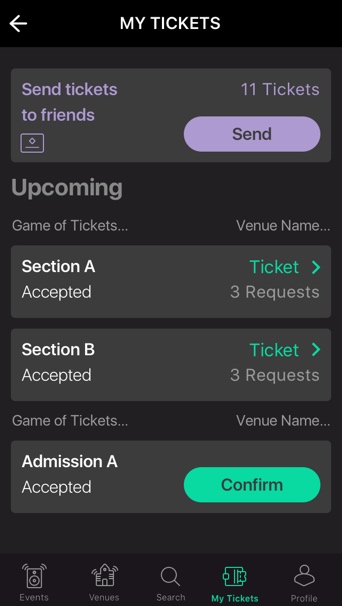 MY TICKETS
Send tickets
to friends
11 Tickets
Send
Upcoming
Game of Tickets... Venue Name...
Section A Ticket
Accepted 3 Requests
Section B Ticket
Accepted 3 Requests
Game of Tickets... Venue Name...
Admission A
Accepted
Confirm
Events Venues Search My Tickets Profile